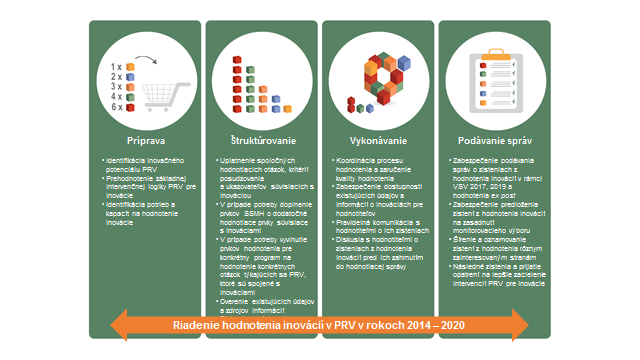 1 x
2 x
3 x
4 x
6 x
Príprava
• Identifikácia inovačného
potenciálu PRV
• Prehodnotenie základnej
intervenčnej logiky PRV pre
inovácie
• Identifikácia potrieb a
kapacít na hodnotenie
inovácie
Štruktúrovanie
• Uplatnenie spoločných
hodnotiacich otázok, kritérií
posudzovania
a ukazovateľov súvisiacich s
inováciou
• V prípade potreby doplnenie
prvkov SSMH o dodatočné
hodnotiace prvky súvisiace
s inováciami
• V prípade potreby vyvinutie
prvkov hodnotenia pre
konkrétny program na
hodnotenie konkrétnych
otázok týkajúcich sa PRV,
ktoré sú spojené s
inováciami
• Overenie existujúcich údajov
a zdrojov informácií
Vykonávanie
• Koordinácia procesu
hodnotenia a zaručenie
kvality hodnotenia
• Zabezpečenie dostupnosti
existujúcich údajov a
informácií o inováciách pre
hodnotiteľov
• Pravidelná komunikácia s
hodnotiteľmi o ich zisteniach
• Diskusia s hodnotiteľmi o
zisteniach z hodnotenia
inovácií pred ich zahrnutím
do hodnotiacej správy
Podávanie správ
• Zabezpečenie podávania
správ o zisteniach z
hodnotenia inovácií v rámci
VSV 2017, 2019 a
hodnotenia ex post
• Zabezpečenie predloženia
zistení z hodnotenia inovácií
na zasadnutí
monitorovacieho výboru
• Šírenie a oznamovanie
zistení z hodnotenia rôznym
zainteresovaným stranám
• Následné zistenia a prijatie
opatrení na lepšie zacielenie
intervencií PRV pre inovácie
Riadenie hodnotenia inovácií v PRV v rokoch 2014 – 2020